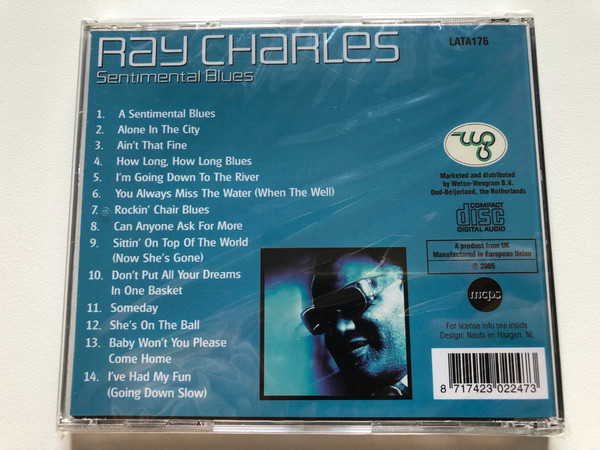 RAY CHARLES
Sentimental Blues
LATA176
1. A Sentimental Blues
2. Alone In The City
3. Ain't That Fine
4. How Long, How Long Blues
5. I'm Going Down To The River
6. You Always Miss The Water (When The Well)
7. Rockin' Chair Blues
8. Can Anyone Ask For More
9. Sittin' On Top Of The World
(Now She's Gone)
10. Don't Put All Your Dreams
In One Basket
11. Someday
12. She's On The Ball
13. Baby Won't You Please
Come Home
14. I've Had My Fun
(Going Down Slow)
Marketed and distributed
by Weton-Wesgram B.V.
Oud-Beijerland, the Netherlands
COMPACT
disc
DIGITAL AUDIO
A product from UK
Manufactured in European Union
℗ 2005
mcps
For license info see inside
Design: Nauta en Haagen, NL
8 717423 022473